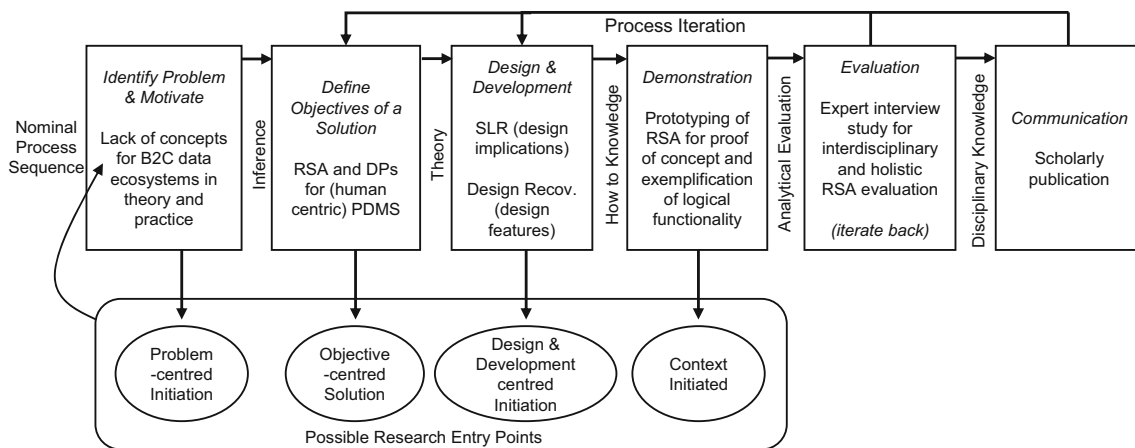 Process Iteration
Nominal
Process
Sequence
Identify Problem
& Motivate
Lack of concepts
for B2C data
ecosystems in
theory and
practice
Inference
Define
Objectives of a
Solution
RSA and DPs
for (human
centric) PDMS
Theory
Design &
Development
SLR (design
implications)
Design Recov.
(design
features)
How to Knowledge
Demonstration
Prototyping of
RSA for proof
of concept and
exemplification
of logical
functionality
Analytical Evaluation
Evaluation
Expert interview
study for
interdisciplinary
and holistic
RSA evaluation
(iterate back)
Disciplinary Knowledge
Communication
Scholarly
publication
Problem
-centred
Initiation
Objective
-centred
Solution
Design &
Development
centred
Initiation
Context
Initiated
Possible Research Entry Points